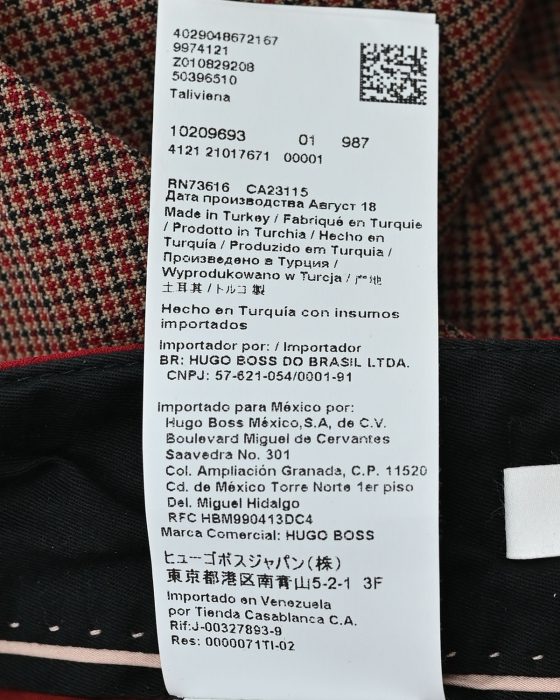 4029048672167
9974121
Z010829208
50396510
Taliviena
10209693 01 987
4121 21017671 00001
RN73616 CA23115
Дата производства Август 18
Made in Turkey / Fabriqué en Turquie
/ Prodotto in Turchia / Hecho en
Turquía / Produzido em Turquia /
Произведено в Турция /
Wyprodukowano w Turcja / 产地
土耳其 / トルコ 製
Hecho en Turquía con insumos
importados
Importador por: / Importador
BR: HUGO BOSS DO BRASIL LTDA.
CNPJ: 57-621-054/0001-91
Importado para México por:
Hugo Boss México,S.A, de C.V.
Boulevard Miguel de Cervantes
Saavedra No. 301
Col. Ampliación Granada, C.P. 11520
Cd. de México Torre Norte 1er piso
Del. Miguel Hidalgo
RFC HBM990413DC4
Marca Comercial: HUGO BOSS
ヒューゴボスジャパン(株)
東京都港区南青山5-2-1 3F
Importado en Venezuela
por Tienda Casablanca C.A.
Rif:J-00327893-9
Res: 0000071TI-02